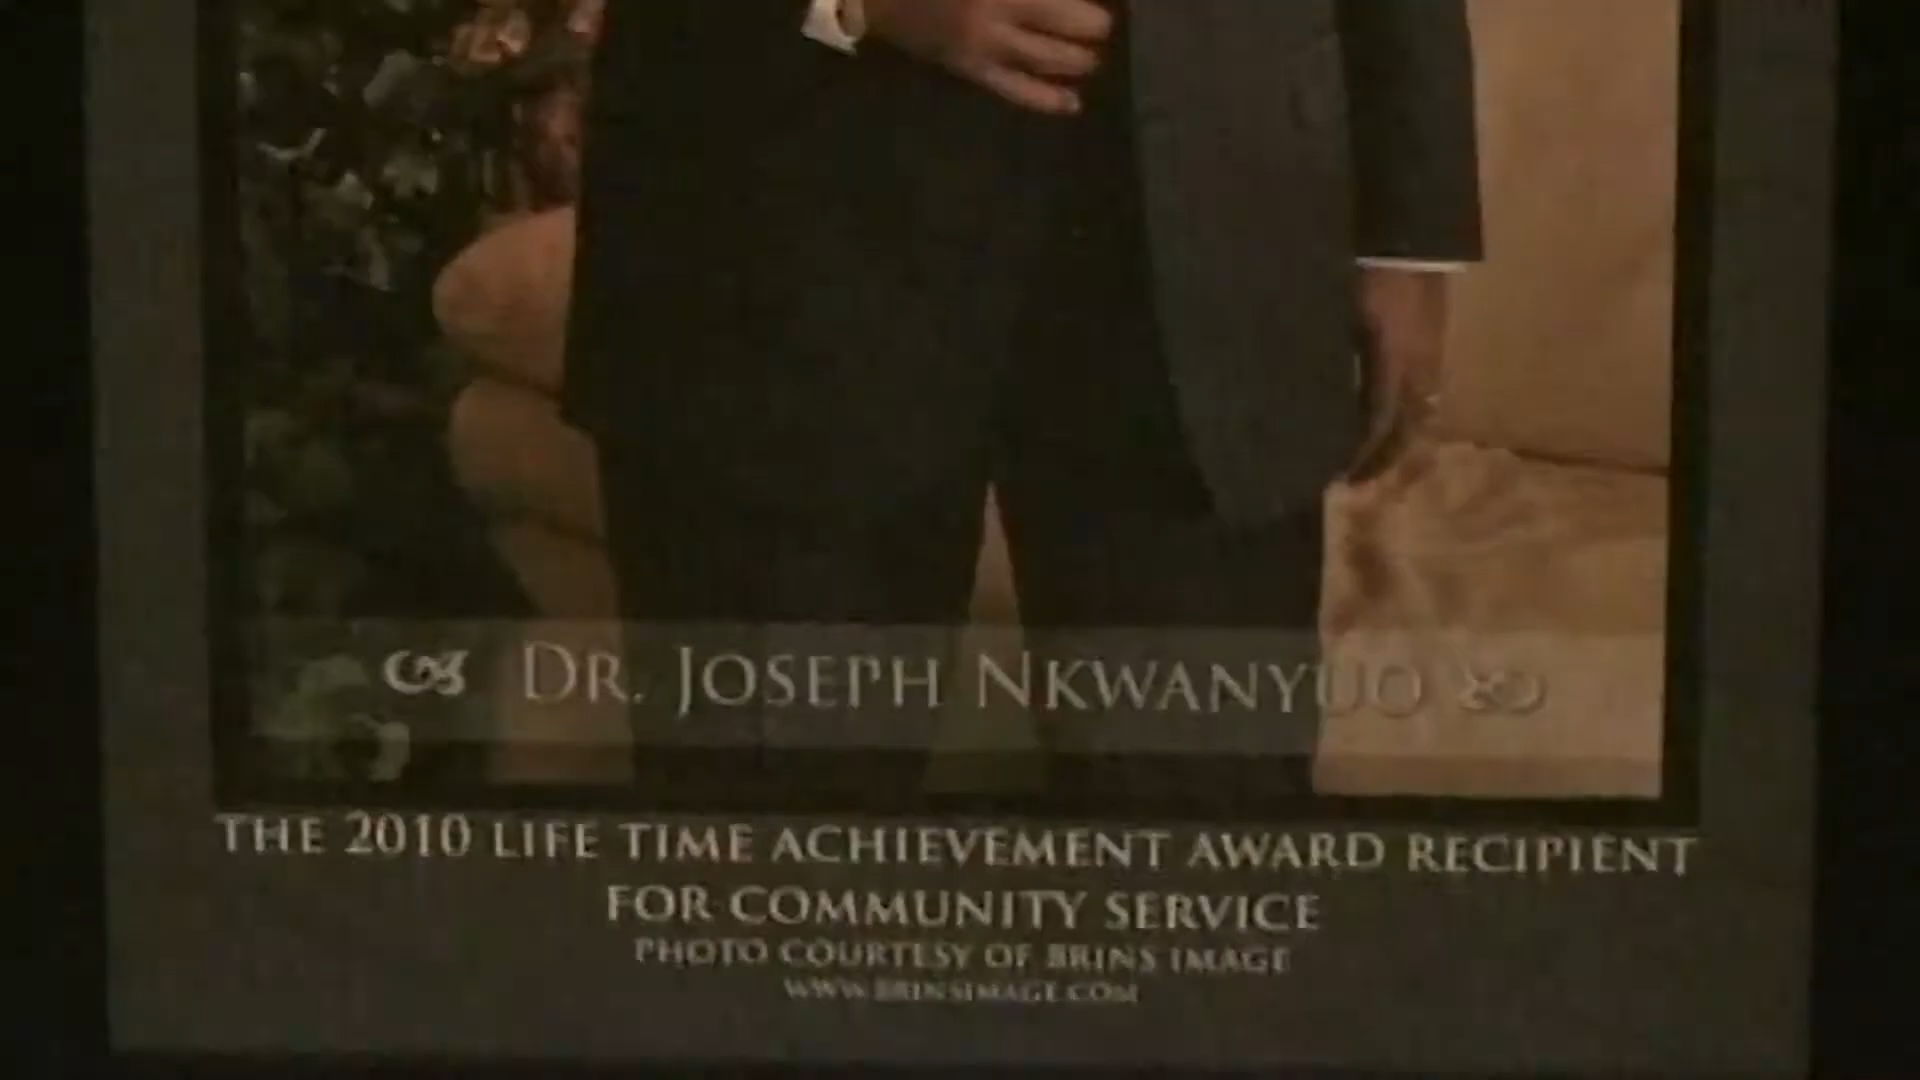 DR. JOSEPH NKWANYUO
THE 2010 LIFE TIME ACHIEVEMENT AWARD RECIPIENT
FOR COMMUNITY SERVICE
PHOTO COURTESY OF BRINS IMAGE
WWW.BRINSIMAGE.COM